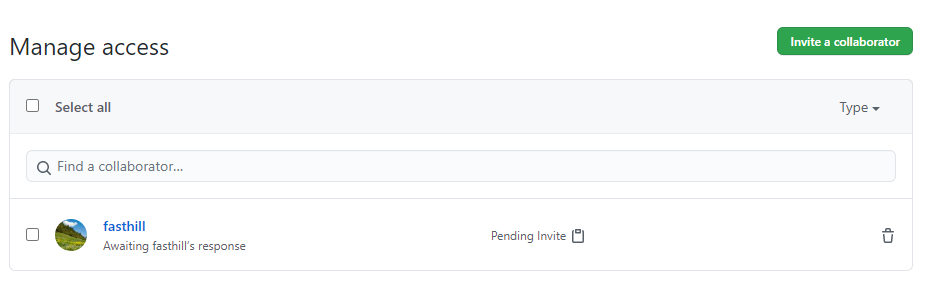 Manage access
Invite a collaborator
Select all
Type
Find a collaborator...
fasthill
Awaiting fasthill's response
Pending Invite